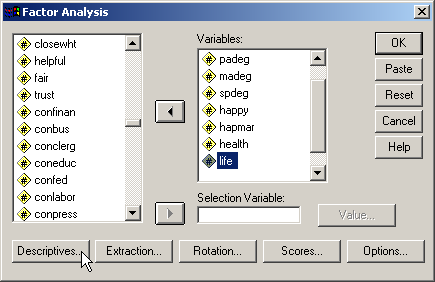 Factor Analysis
closewht
helpful
fair
trust
confinan
conbus
conclerg
coneduc
confed
conlabor
conpress
Variables:
padeg
madeg
spdeg
happy
hapmar
health
life
Selection Variable:
Value...
OK
Paste
Reset
Cancel
Help
Descriptives...
Extraction...
Rotation...
Scores...
Options...